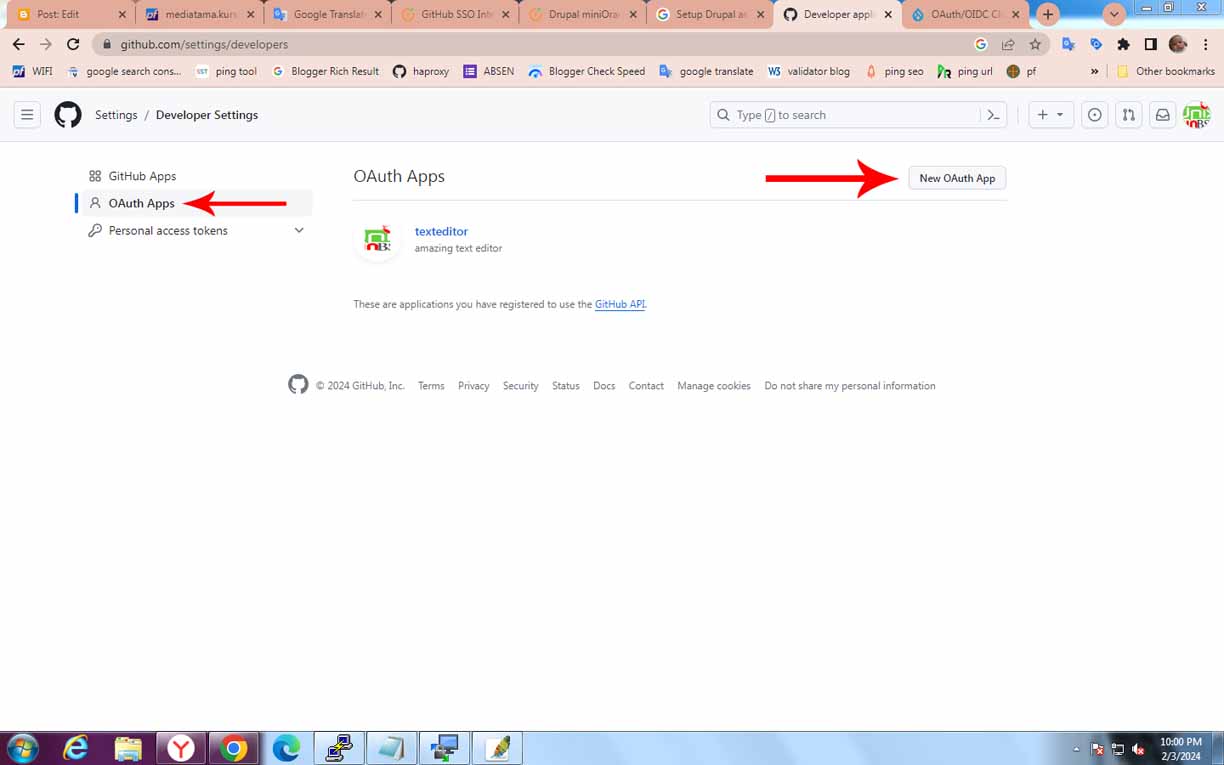 Post: Edit
mediatama.kurs
Google Translat
GitHub SSO Inte
Drupal miniOra
Setup Drupal as
Developer appl
OAuth/OIDC Cli
github.com/settings/developers
WIFI
google search cons...
ping tool
Blogger Rich Result
haproxy
ABSEN
Blogger Check Speed
google translate
validator blog
ping seo
ping url
pf
»
Other bookmarks
Settings / Developer Settings
Type / to search
GitHub Apps
OAuth Apps
Personal access tokens
OAuth Apps
New OAuth App
texteditor
amazing text editor
These are applications you have registered to use the GitHub API.
© 2024 GitHub, Inc. Terms Privacy Security Status Docs Contact Manage cookies Do not share my personal information
10:00 PM
2/3/2024